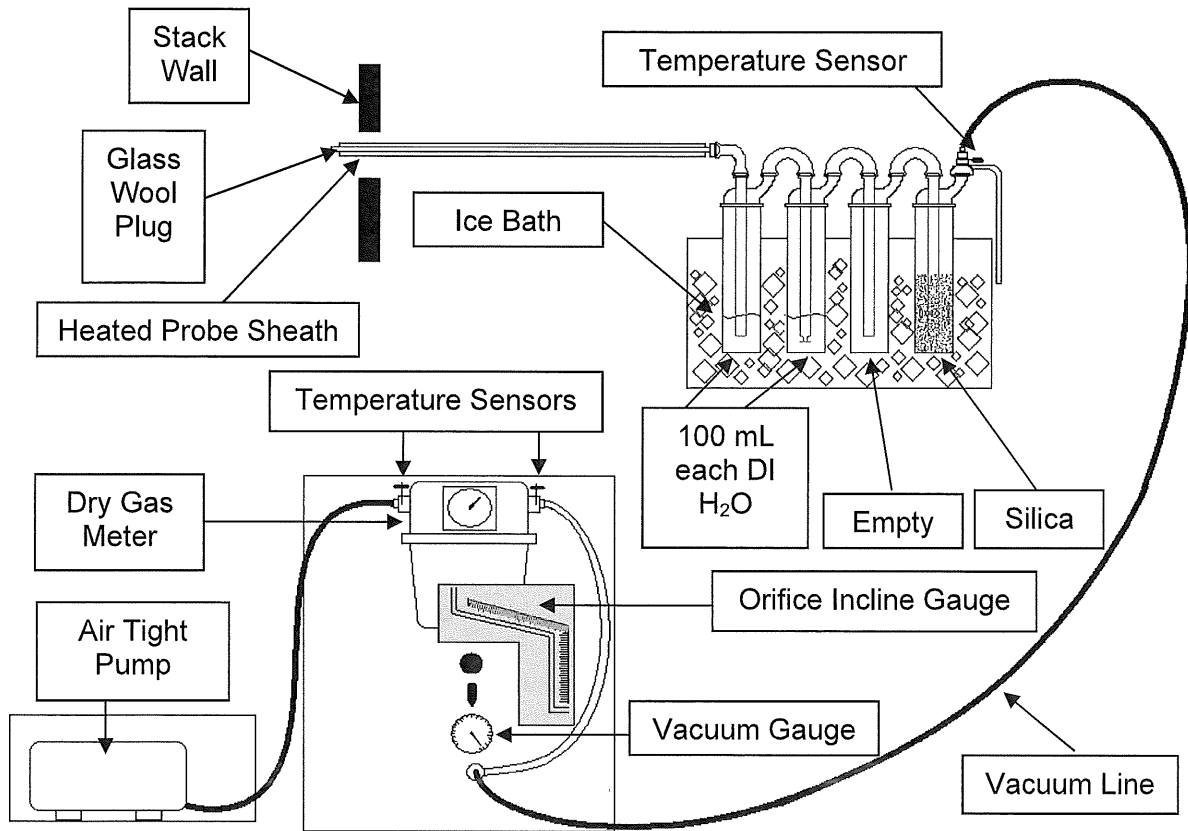 Stack
Wall
Temperature Sensor
Glass
Wool
Plug
Ice Bath
Heated Probe Sheath
Temperature Sensors
100 mL
each DI
H₂O
Empty
Silica
Dry Gas
Meter
Orifice Incline Gauge
Air Tight
Pump
Vacuum Gauge
Vacuum Line